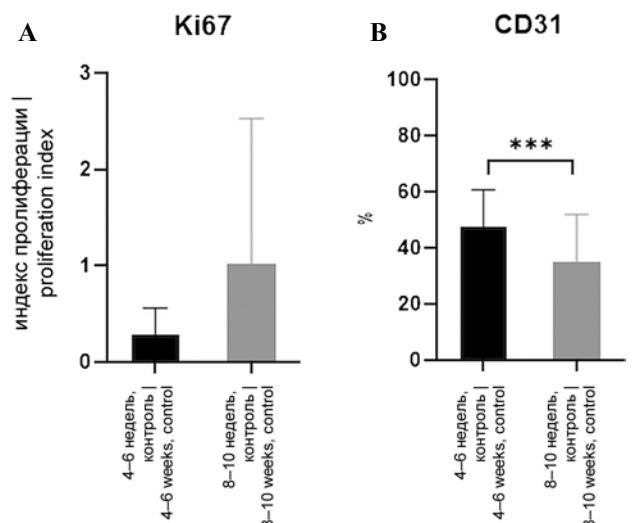 A
Ki67
индекс пролиферации |
proliferation index
3
2
1
0
4–6 недель,
контроль |
4–6 weeks, control
8–10 недель,
контроль |
8–10 weeks, control
B
CD31
%
100
80
60
40
20
0
***
4–6 недель,
контроль |
4–6 weeks, control
8–10 недель,
контроль |
8–10 weeks, control